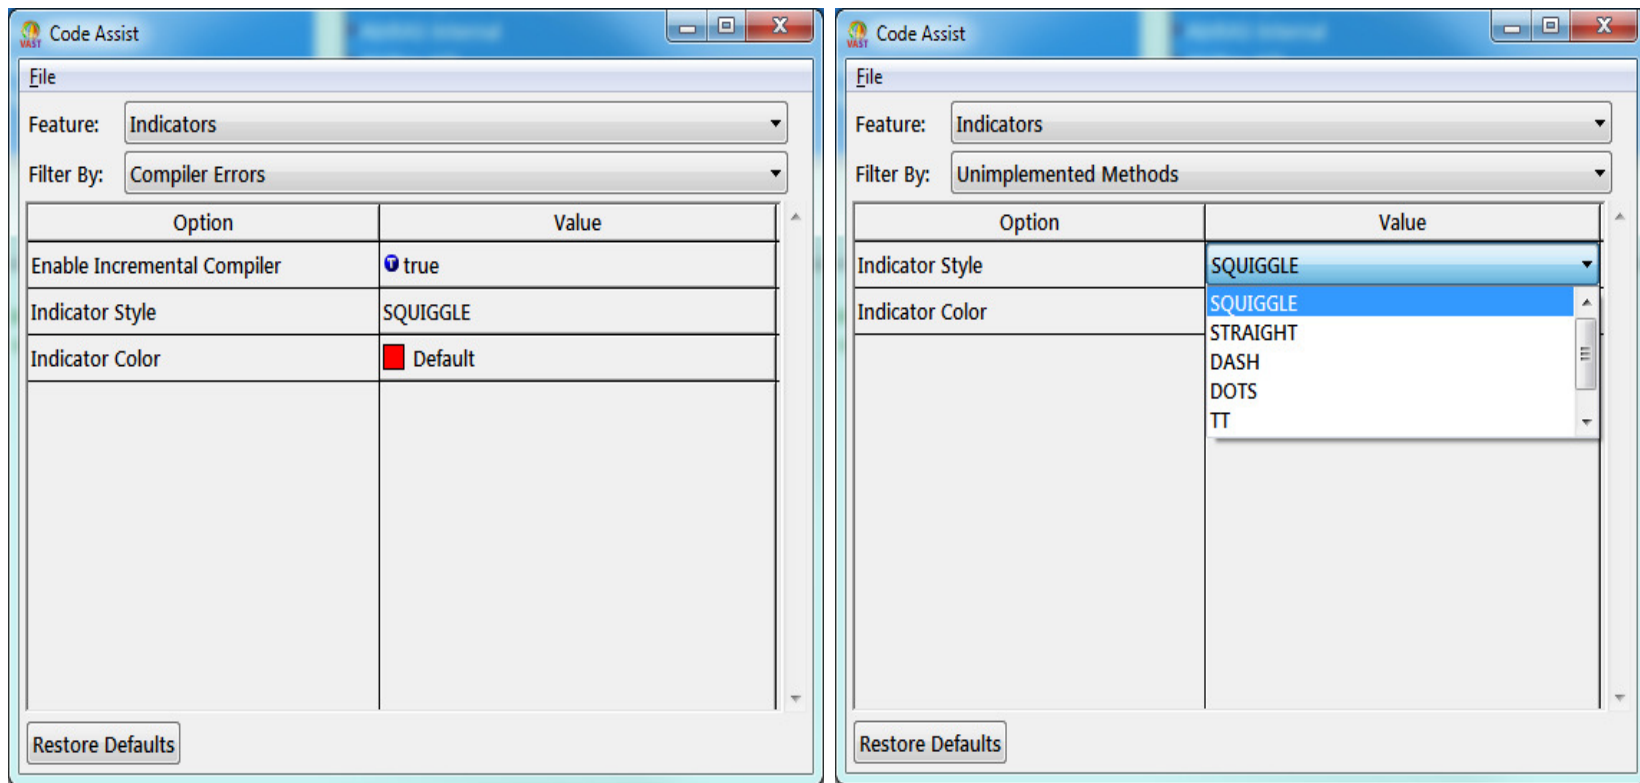 VAST Code Assist
File
Feature: Indicators
Filter By: Compiler Errors
Option Value
Enable Incremental Compiler T true
Indicator Style SQUIGGLE
Indicator Color Default
Restore Defaults
VAST Code Assist
File
Feature: Indicators
Filter By: Unimplemented Methods
Option Value
Indicator Style SQUIGGLE
SQUIGGLE
Indicator Color
STRAIGHT
DASH
DOTS
TT
Restore Defaults